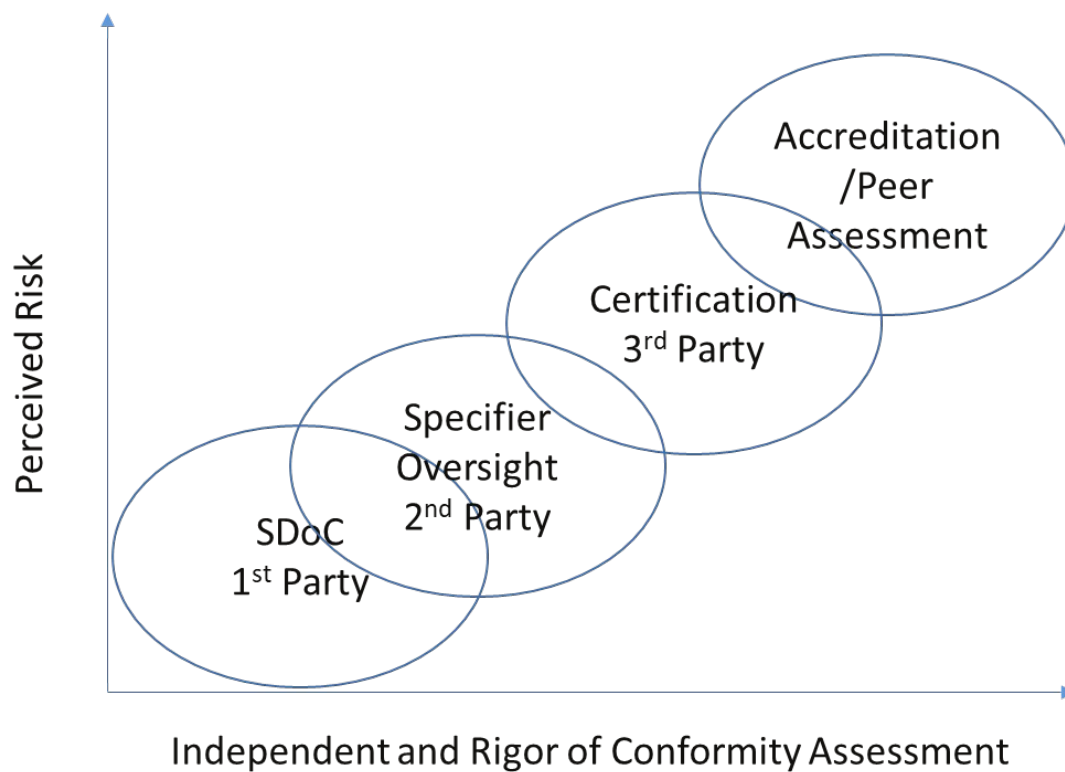 Accreditation
/Peer
Assessment
Certification
3rd Party
Specifier
Oversight
2nd Party
SDoC
1st Party
Perceived Risk
Independent and Rigor of Conformity Assessment